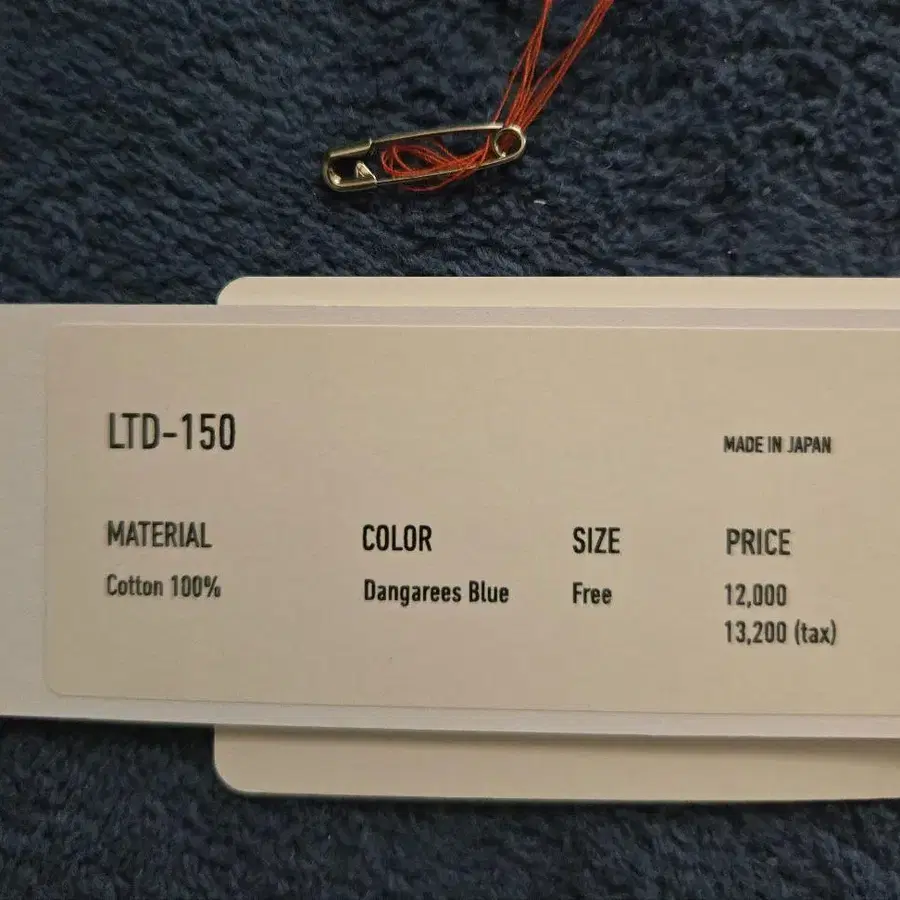 LTD-150
MADE IN JAPAN
MATERIAL COLOR SIZE PRICE
Cotton 100% Dangarees Blue Free 12,000
13,200 (tax)